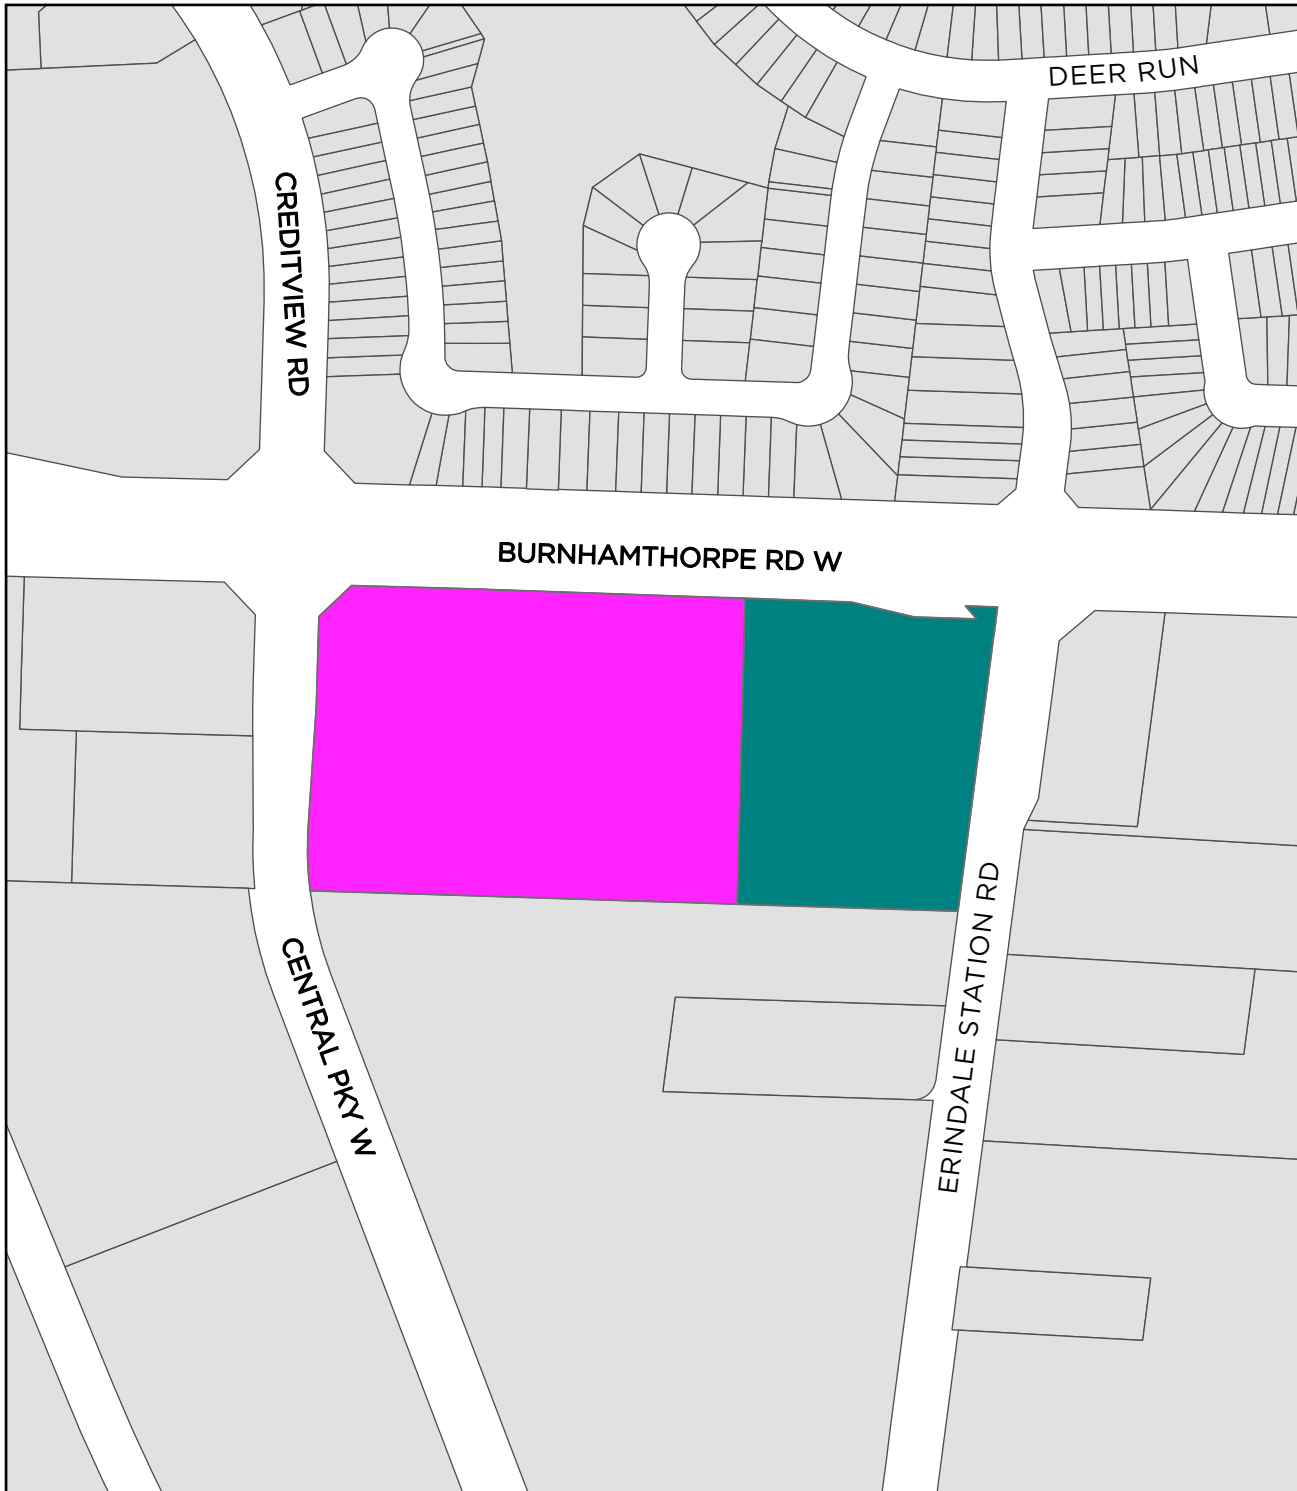 DEER RUN
CREDITVIEW RD
BURNHAMTHORPE RD W
ERINDALE STATION RD
CENTRAL PKY W